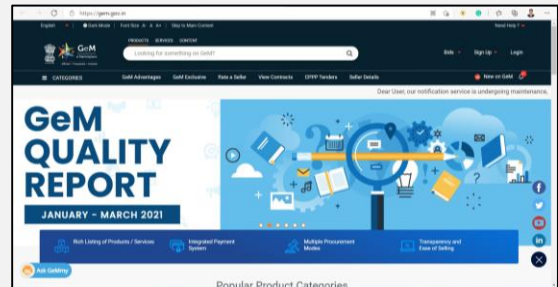 https://gem.gov.in
English
Dark Mode
Font Size A- A A+
Skip to Main Content
Need Help ?
PRODUCTS SERVICES CONTENT
GeM
Looking for something on GeM?
Bids
Sign Up
Login
CATEGORIES
GeM Advantages
GeM Exclusive
Rate a Seller
View Contracts
CPPP Tenders
Seller Details
New on GeM
Dear User, our notification service is undergoing maintenance,
GeM
QUALITY
REPORT
JANUARY - MARCH 2021
Rich Listing of Products / Services
Integrated Payment
System
Multiple Procurement
Modes
Transparency and
Ease of Selling
Ask GeMmy
Popular Product Categories